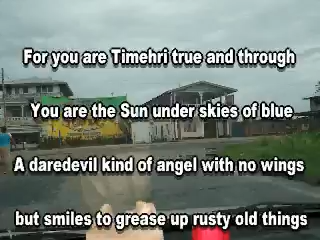 For you are Timehri true and through
You are the Sun under skies of blue
A daredevil kind of angel with no wings
but smiles to grease up rusty old things